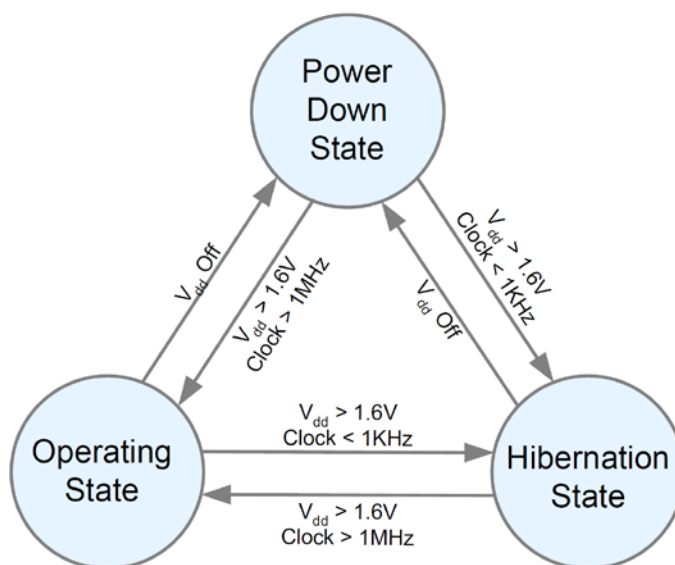 Power
Down
State
V_dd Off
V_dd > 1.6V
Clock > 1MHz
V_dd Off
V_dd > 1.6V
Clock < 1KHz
Operating
State
V_dd > 1.6V
Clock < 1KHz
V_dd > 1.6V
Clock > 1MHz
Hibernation
State